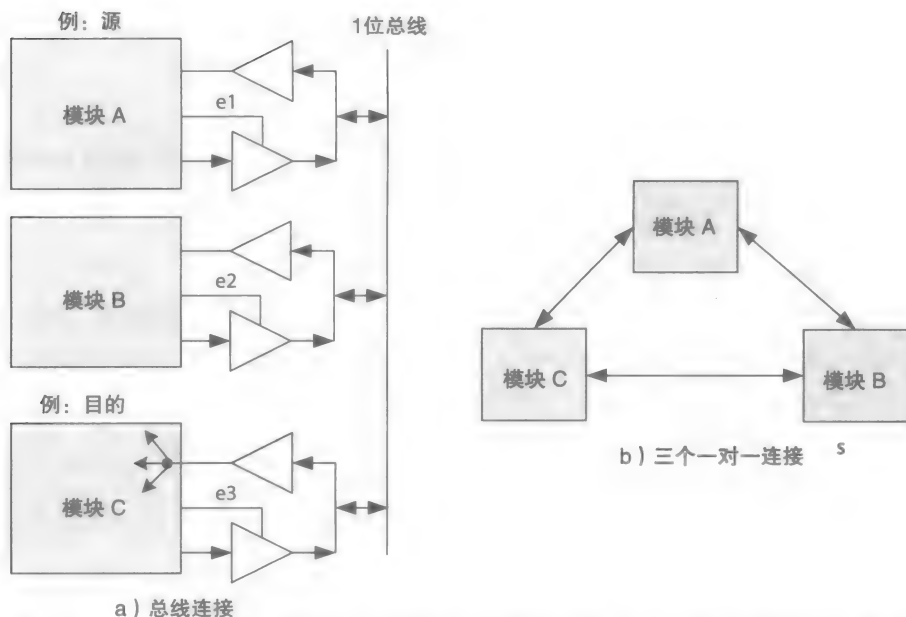 例：源
1位总线
模块 A
e1
模块 B
e2
例：目的
模块 C
e3
a）总线连接
模块 A
模块 C
模块 B
b）三个一对一连接
s